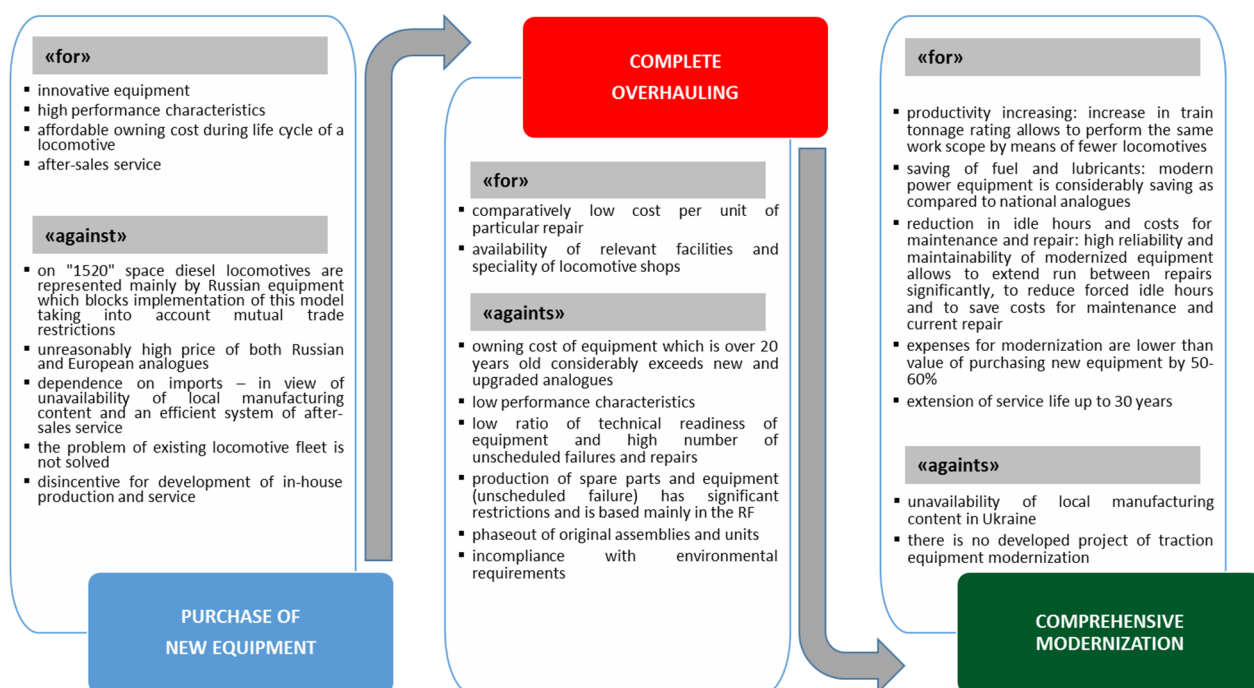 «for»
innovative equipment
high performance characteristics
affordable owning cost during life cycle of a
locomotive
after-sales service
«against»
on "1520" space diesel locomotives are
represented mainly by Russian equipment
which blocks implementation of this model
taking into account mutual trade
restrictions
unreasonably high price of both Russian
and European analogues
dependence on imports – in view of
unavailability of local manufacturing
content and an efficient system of after-
sales service
the problem of existing locomotive fleet is
not solved
disincentive for development of in-house
production and service
PURCHASE OF
NEW EQUIPMENT
COMPLETE
OVERHAULING
«for»
comparatively low cost per unit of
particular repair
availability of relevant facilities and
speciality of locomotive shops
«againts»
owning cost of equipment which is over 20
years old considerably exceeds new and
upgraded analogues
low performance characteristics
low ratio of technical readiness of
equipment and high number of
unscheduled failures and repairs
production of spare parts and equipment
(unscheduled failure) has significant
restrictions and is based mainly in the RF
phaseout of original assemblies and units
incompliance with environmental
requirements
«for»
productivity increasing: increase in train
tonnage rating allows to perform the same
work scope by means of fewer locomotives
saving of fuel and lubricants: modern
power equipment is considerably saving as
compared to national analogues
reduction in idle hours and costs for
maintenance and repair: high reliability and
maintainability of modernized equipment
allows to extend run between repairs
significantly, to reduce forced idle hours
and to save costs for maintenance and
current repair
expenses for modernization are lower than
value of purchasing new equipment by 50-
60%
extension of service life up to 30 years
«againts»
unavailability of local manufacturing
content in Ukraine
there is no developed project of traction
equipment modernization
COMPREHENSIVE
MODERNIZATION